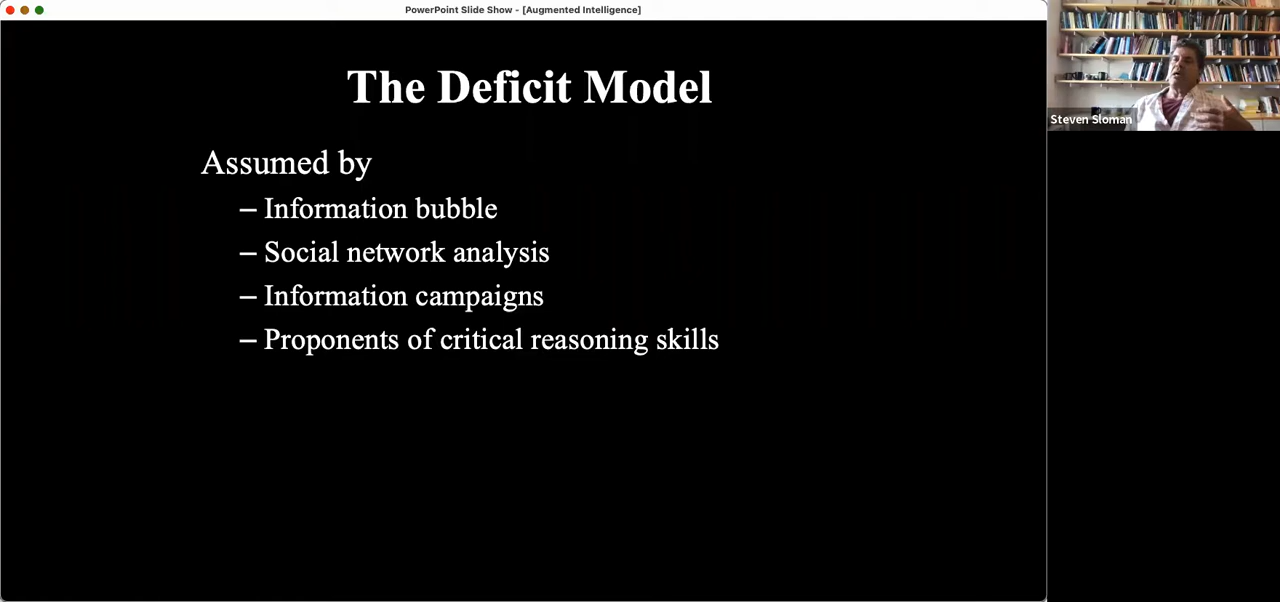 PowerPoint Slide Show - [Augmented Intelligence]
The Deficit Model
Assumed by
– Information bubble
– Social network analysis
– Information campaigns
– Proponents of critical reasoning skills
Steven Sloman